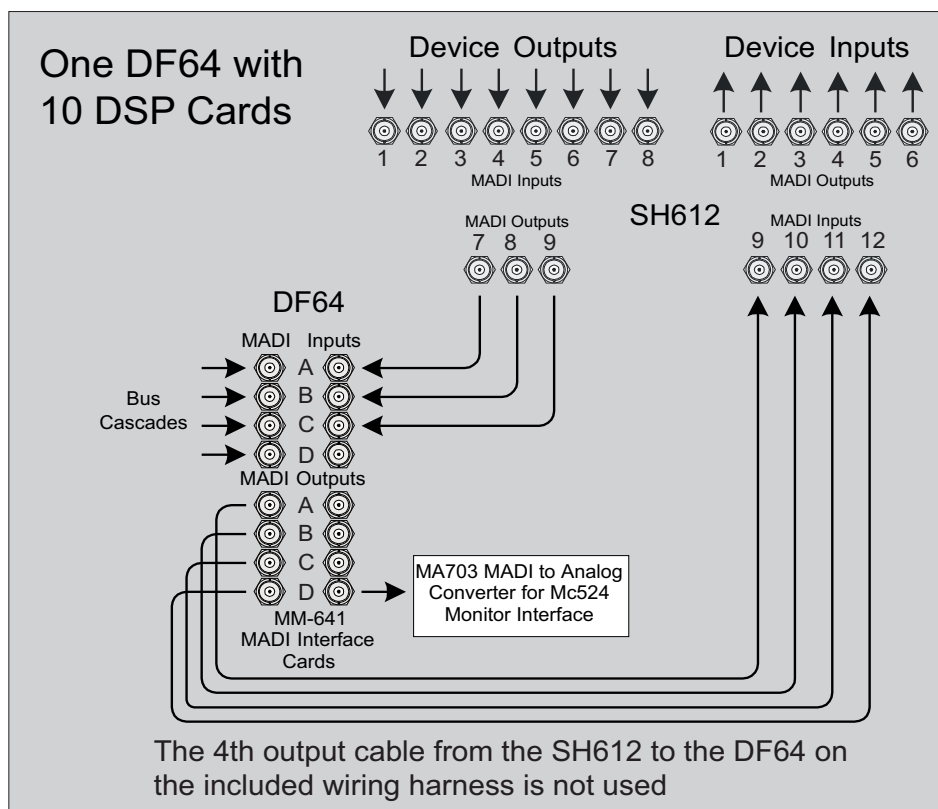 One DF64 with
10 DSP Cards
Device Outputs
1 2 3 4 5 6 7 8
MADI Inputs
Device Inputs
1 2 3 4 5 6
MADI Outputs
SH612
MADI Outputs
7 8 9
MADI Inputs
9 10 11 12
DF64
MADI Inputs
A
B
C
D
Bus
Cascades
MADI Outputs
A
B
C
D
MM-641
MADI Interface
Cards
MA703 MADI to Analog
Converter for Mc524
Monitor Interface
The 4th output cable from the SH612 to the DF64 on
the included wiring harness is not used